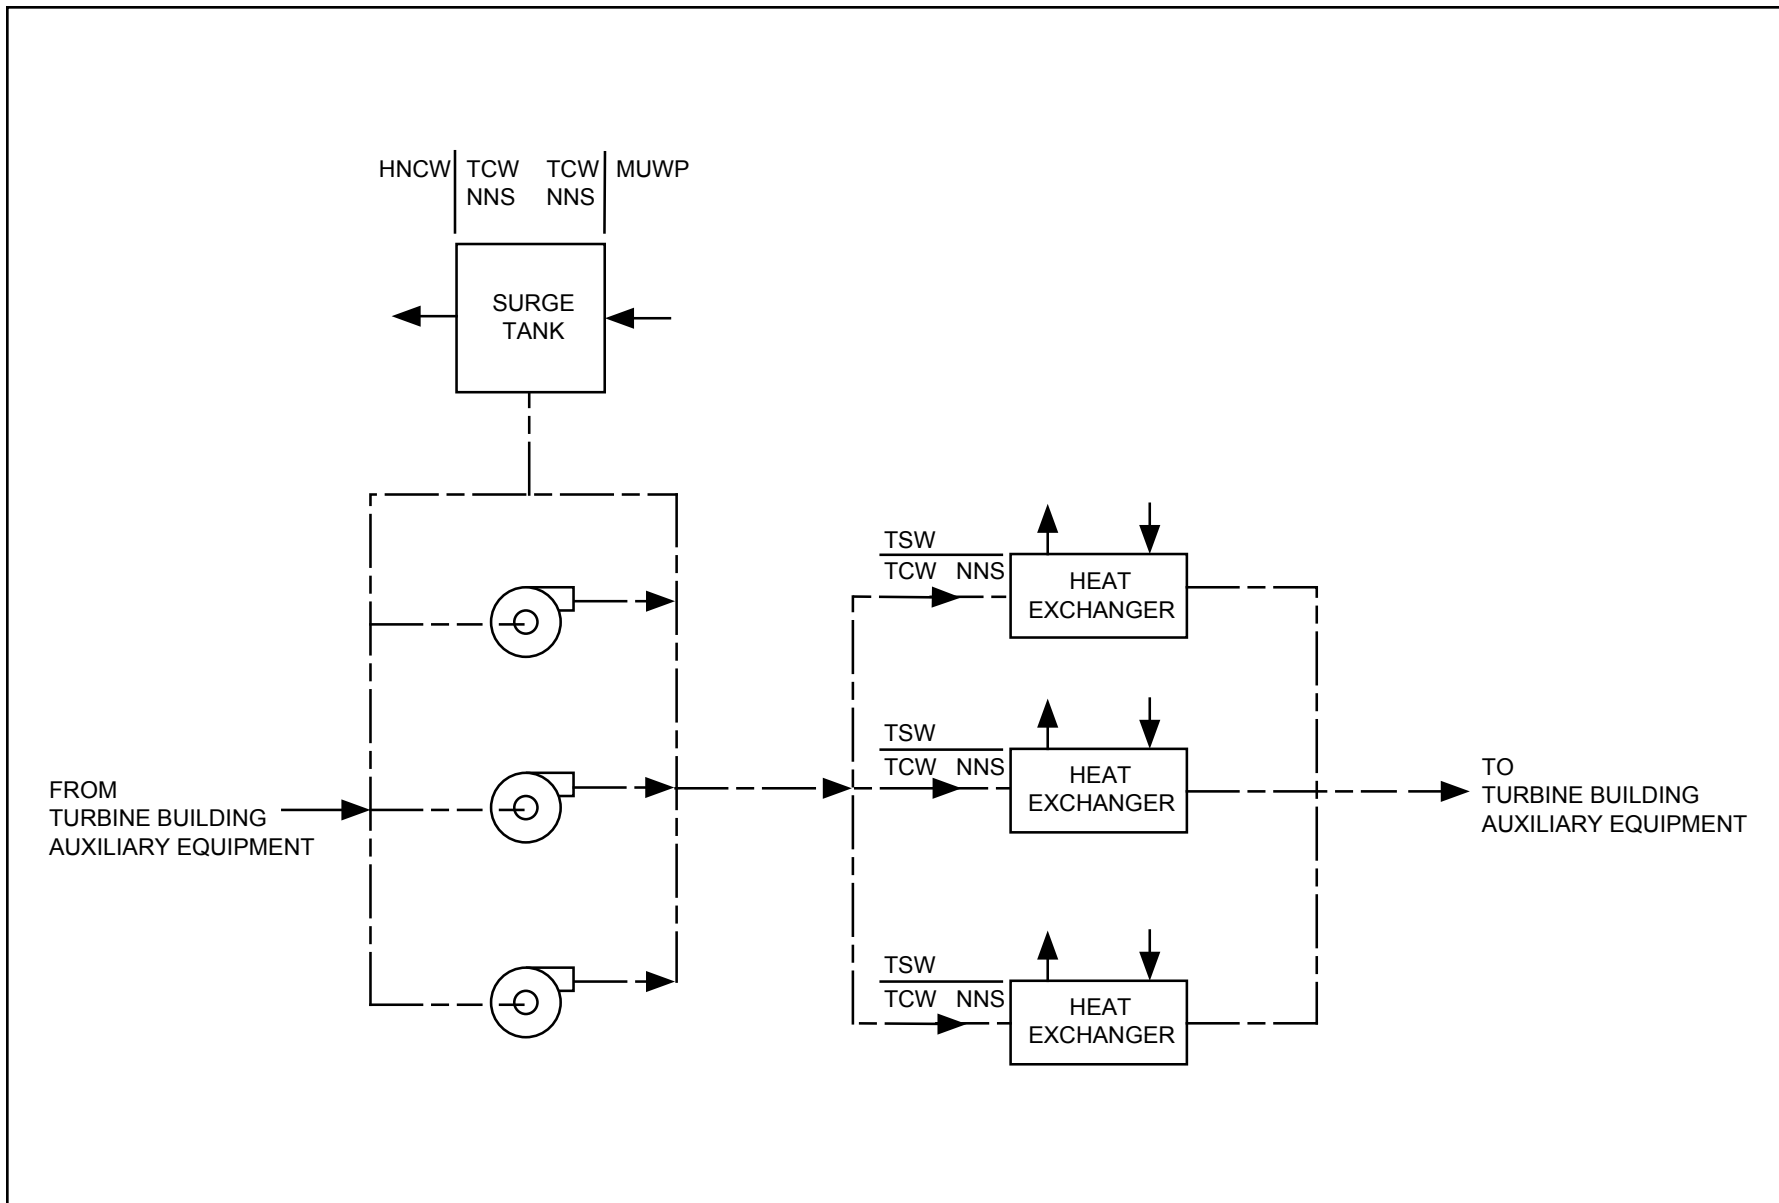 HNCW TCW TCW MUWP
NNS NNS
SURGE
TANK
TSW
TCW NNS
HEAT
EXCHANGER
TSW
TCW NNS
HEAT
EXCHANGER
FROM
TURBINE BUILDING
AUXILIARY EQUIPMENT
TO
TURBINE BUILDING
AUXILIARY EQUIPMENT
TSW
TCW NNS
HEAT
EXCHANGER